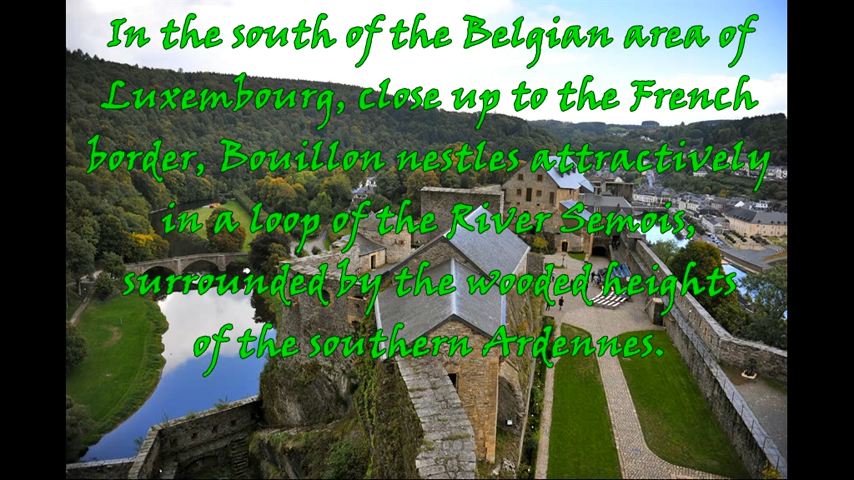 In the south of the Belgian area of
Luxembourg, close up to the French
border, Bouillon nestles attractively
in a loop of the River Semois,
surrounded by the wooded heights
of the southern Ardennes.